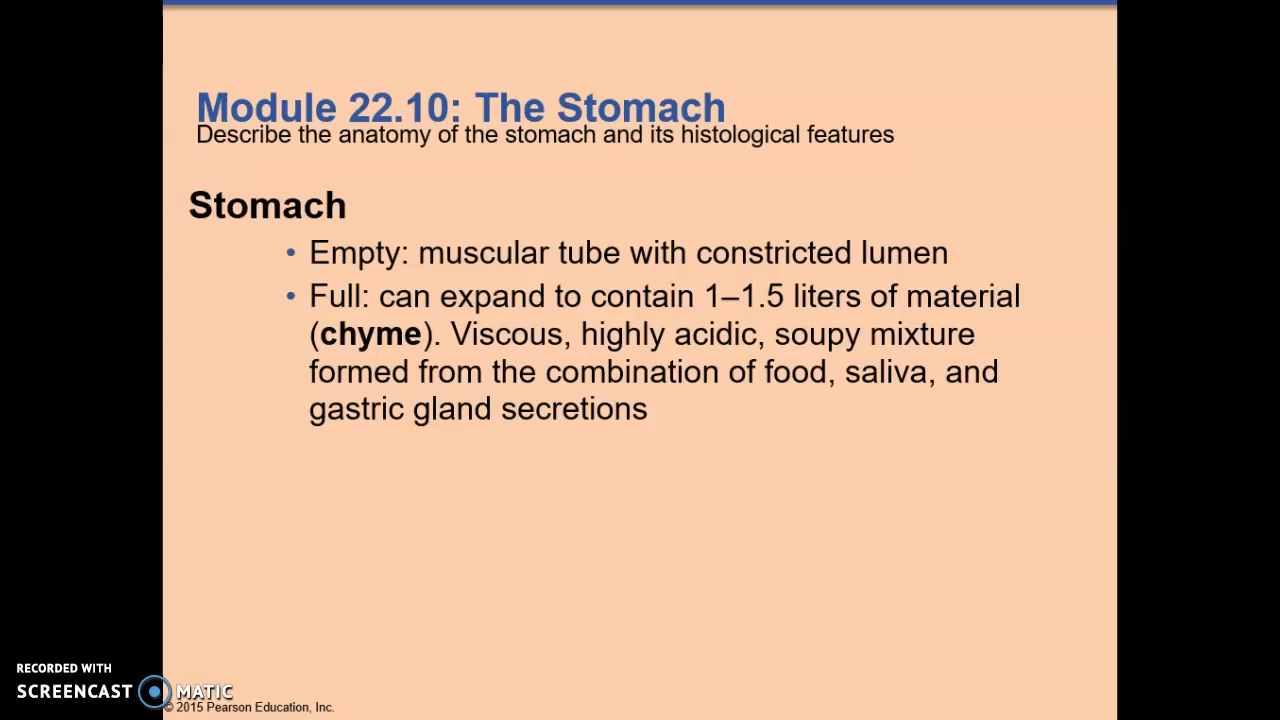 Module 22.10: The Stomach
Describe the anatomy of the stomach and its histological features
Stomach
• Empty: muscular tube with constricted lumen
• Full: can expand to contain 1–1.5 liters of material
(chyme). Viscous, highly acidic, soupy mixture
formed from the combination of food, saliva, and
gastric gland secretions
RECORDED WITH
SCREENCAST MATIC
© 2015 Pearson Education, Inc.